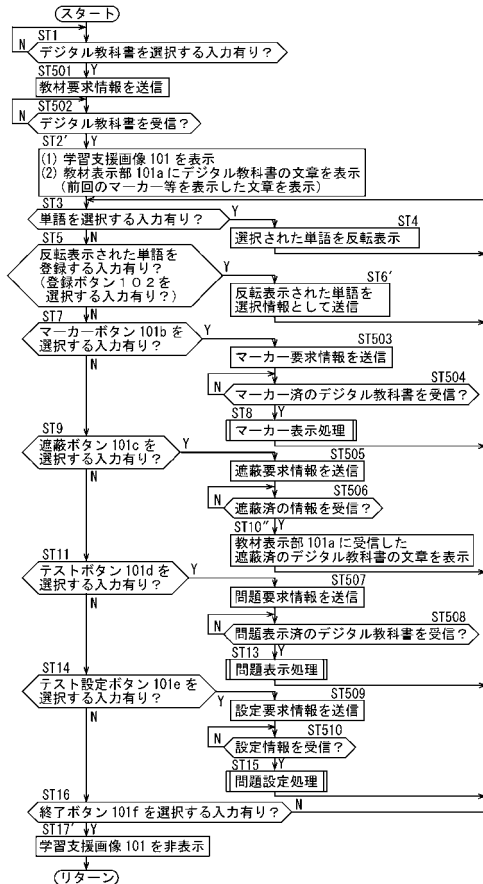 スタート
ST1
N
デジタル教科書を選択する入力有り?
ST501
Y
教材要求情報を送信
ST502
N
デジタル教科書を受信?
ST2'
Y
(1) 学習支援画像 101 を表示
(2) 教材表示部 101a にデジタル教科書の文章を表示
(前回のマーカー等を表示した文章を表示)
ST3
単語を選択する入力有り?
Y
ST4
選択された単語を反転表示
ST5
N
反転表示された単語を
登録する入力有り?
(登録ボタン102を
選択する入力有り?)
Y
ST6'
反転表示された単語を
選択情報として送信
ST7
N
マーカーボタン 101b を
選択する入力有り?
Y
ST503
マーカー要求情報を送信
N
ST504
マーカー済のデジタル教科書を受信?
ST8
Y
マーカー表示処理
N
ST9
遮蔽ボタン 101c を
選択する入力有り?
Y
ST505
遮蔽要求情報を送信
N
ST506
遮蔽済の情報を受信?
ST10"
Y
教材表示部 101a に受信した
遮蔽済のデジタル教科書の文章を表示
N
ST11
テストボタン 101d を
選択する入力有り?
Y
ST507
問題要求情報を送信
N
ST508
問題表示済のデジタル教科書を受信?
ST13
Y
問題表示処理
N
ST14
テスト設定ボタン 101e を
選択する入力有り?
Y
ST509
設定要求情報を送信
N
ST510
設定情報を受信?
ST15
Y
問題設定処理
N
ST16
終了ボタン 101f を選択する入力有り?
N
ST17'
Y
学習支援画像 101 を非表示
リターン